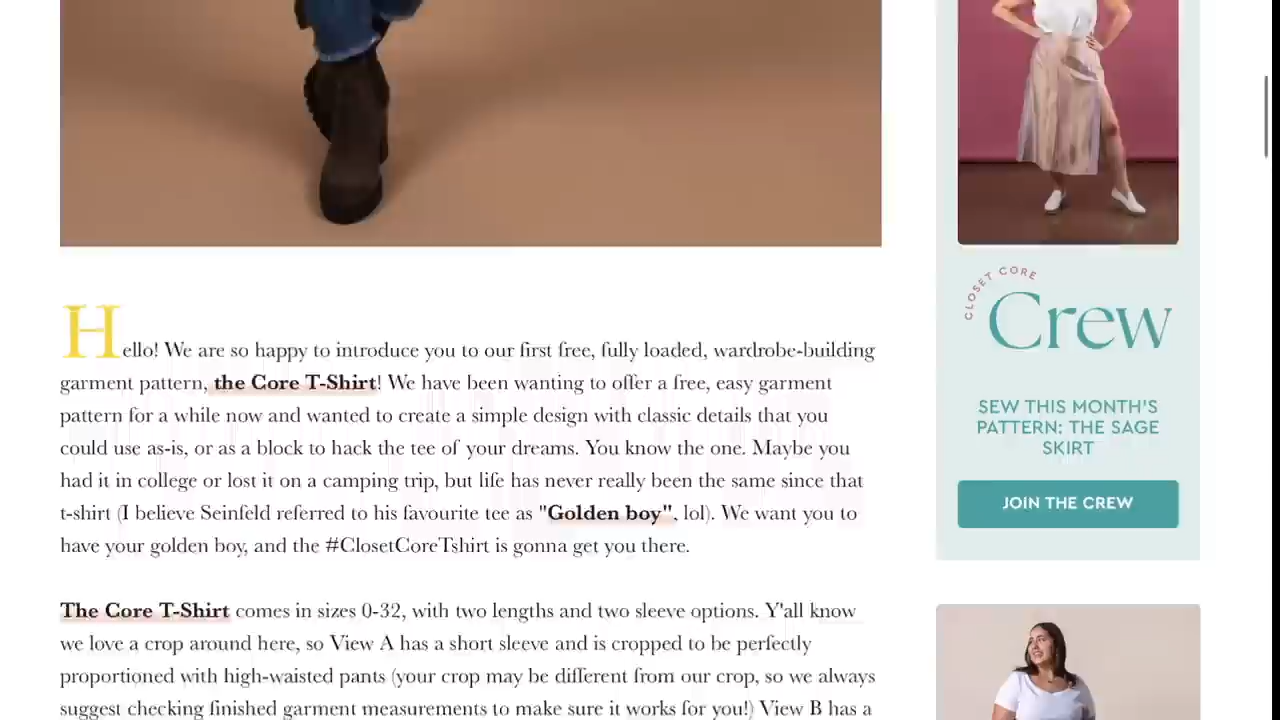 Hello! We are so happy to introduce you to our first free, fully loaded, wardrobe-building
garment pattern, the Core T-Shirt! We have been wanting to offer a free, easy garment
pattern for a while now and wanted to create a simple design with classic details that you
could use as-is, or as a block to hack the tee of your dreams. You know the one. Maybe you
had it in college or lost it on a camping trip, but life has never really been the same since that
t-shirt (I believe Seinfeld referred to his favourite tee as "Golden boy", lol). We want you to
have your golden boy, and the #ClosetCoreTshirt is gonna get you there.
The Core T-Shirt comes in sizes 0-32, with two lengths and two sleeve options. Y'all know
we love a crop around here, so View A has a short sleeve and is cropped to be perfectly
proportioned with high-waisted pants (your crop may be different from our crop, so we always
suggest checking finished garment measurements to make sure it works for you!) View B has a
CLOSET CORE
Crew
SEW THIS MONTH'S
PATTERN: THE SAGE
SKIRT
JOIN THE CREW